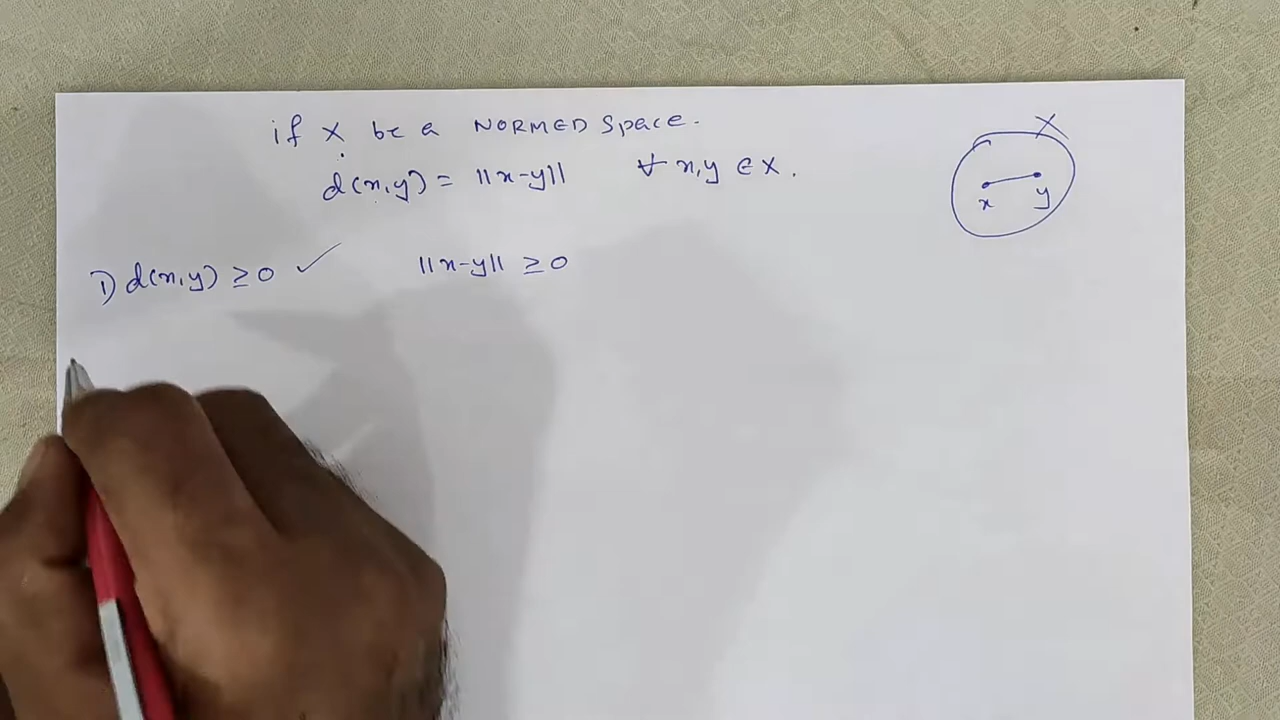 if X be a NORMED Space.
d(x,y) = ||x-y|| ∀ x,y ∈ X.
X
x y
1) d(x,y) ≥ 0 ✓ ||x-y|| ≥ 0